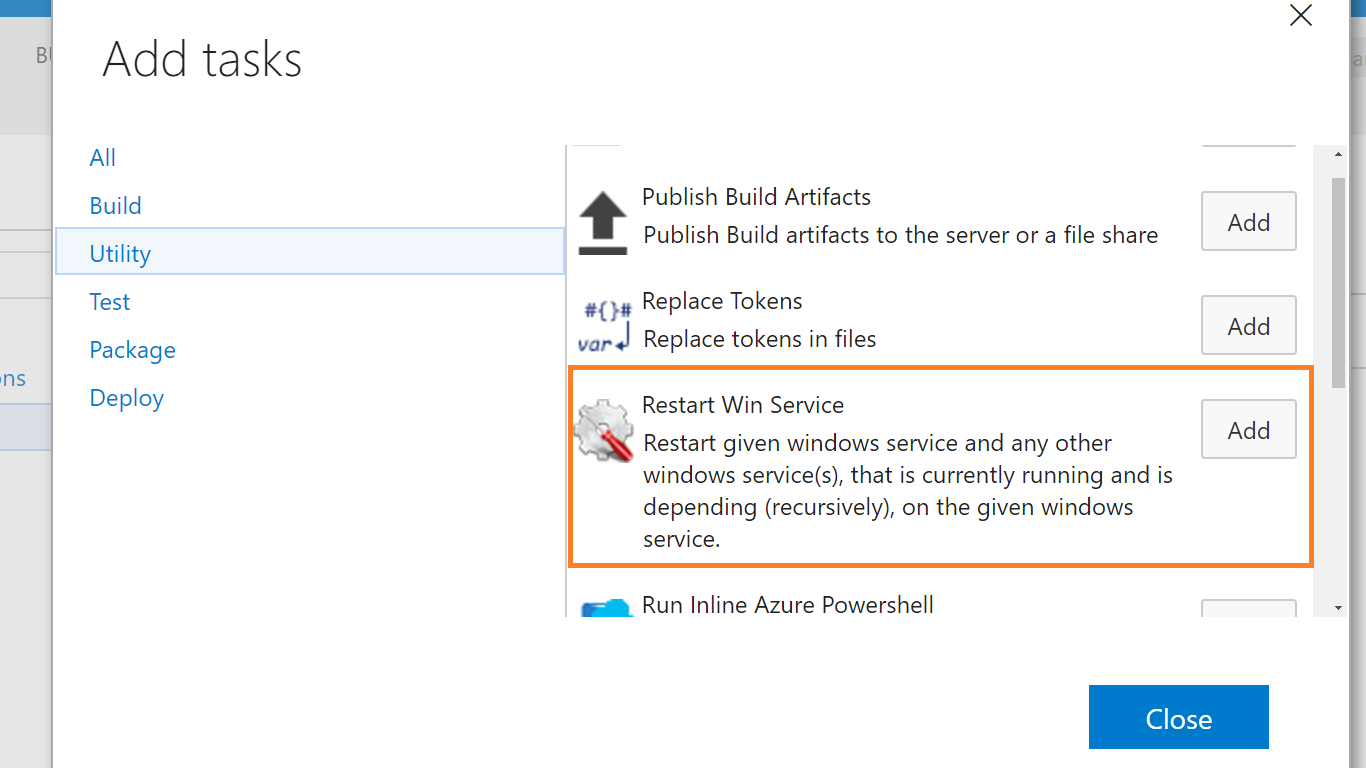 Add tasks
All
Build
Utility
Test
Package
Deploy
Publish Build Artifacts
Publish Build artifacts to the server or a file share
Add
#{}#
var
Replace Tokens
Replace tokens in files
Add
Restart Win Service
Restart given windows service and any other
windows service(s), that is currently running and is
depending (recursively), on the given windows
service.
Add
Run Inline Azure Powershell
Close